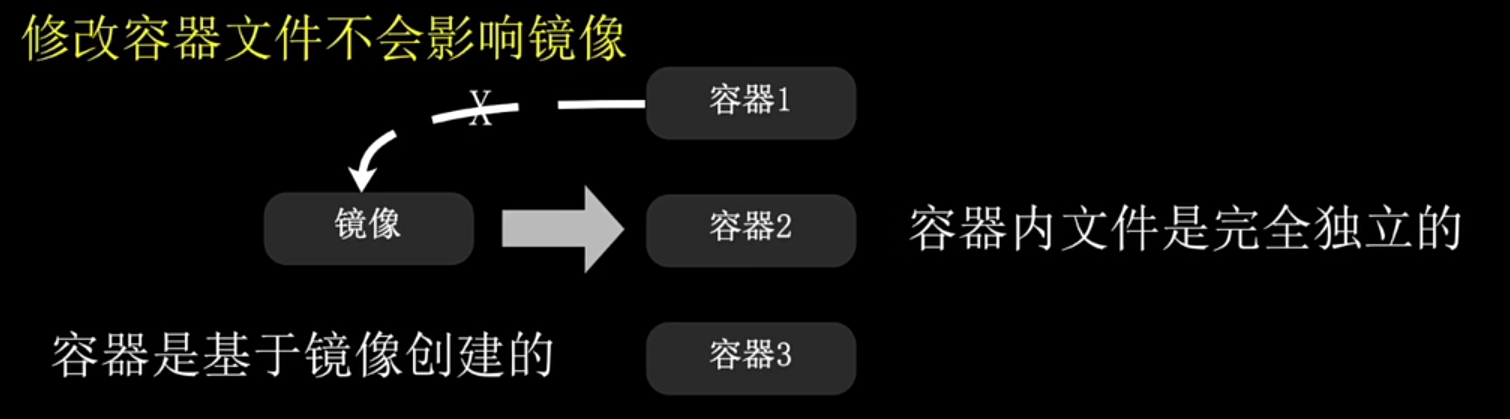 修改容器文件不会影响镜像
容器1
X
镜像
容器2
容器内文件是完全独立的
容器是基于镜像创建的
容器3